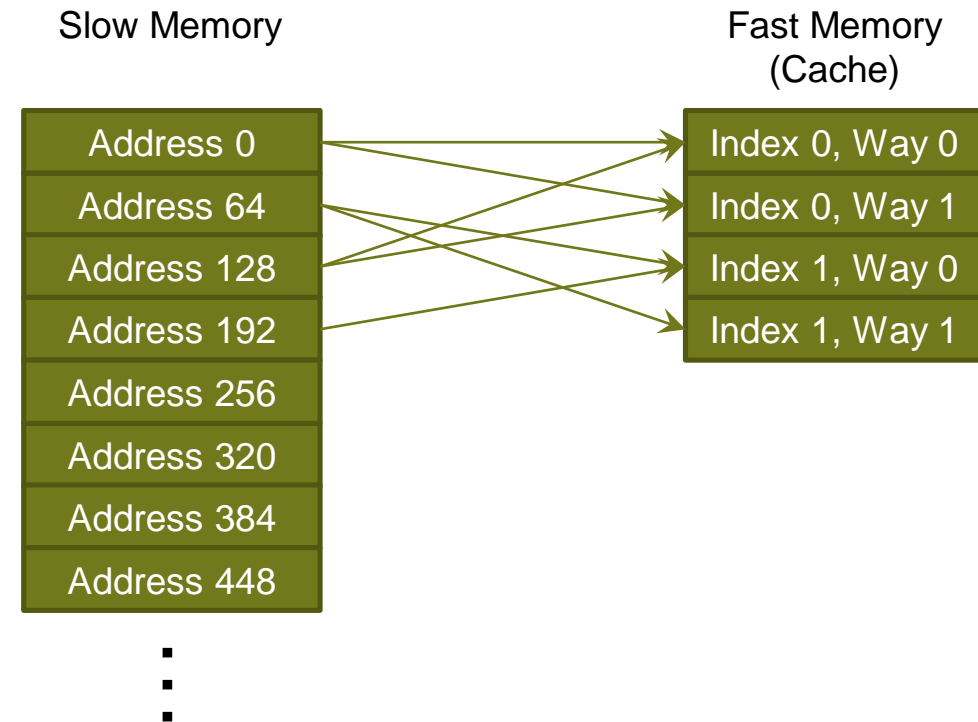 Slow Memory
Address 0
Address 64
Address 128
Address 192
Address 256
Address 320
Address 384
Address 448
Fast Memory
(Cache)
Index 0, Way 0
Index 0, Way 1
Index 1, Way 0
Index 1, Way 1